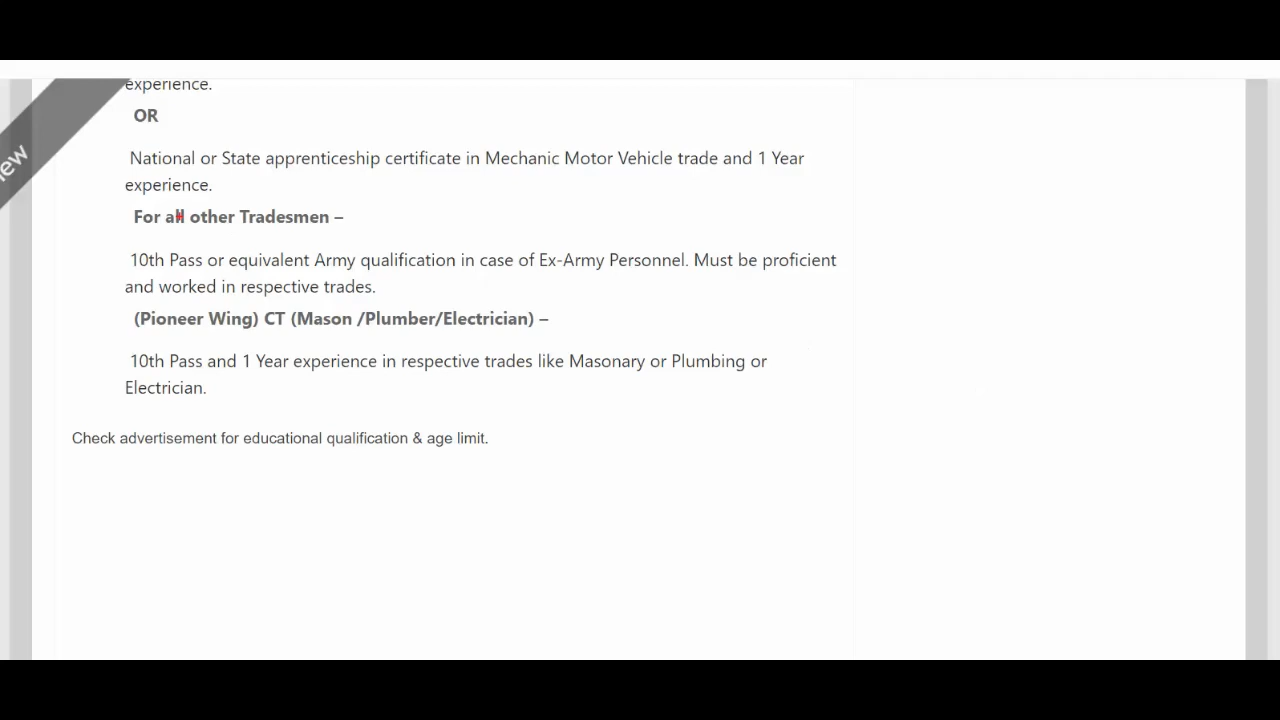 experience.
OR
National or State apprenticeship certificate in Mechanic Motor Vehicle trade and 1 Year
experience.
For all other Tradesmen –
10th Pass or equivalent Army qualification in case of Ex-Army Personnel. Must be proficient
and worked in respective trades.
(Pioneer Wing) CT (Mason /Plumber/Electrician) –
10th Pass and 1 Year experience in respective trades like Masonary or Plumbing or
Electrician.
Check advertisement for educational qualification & age limit.